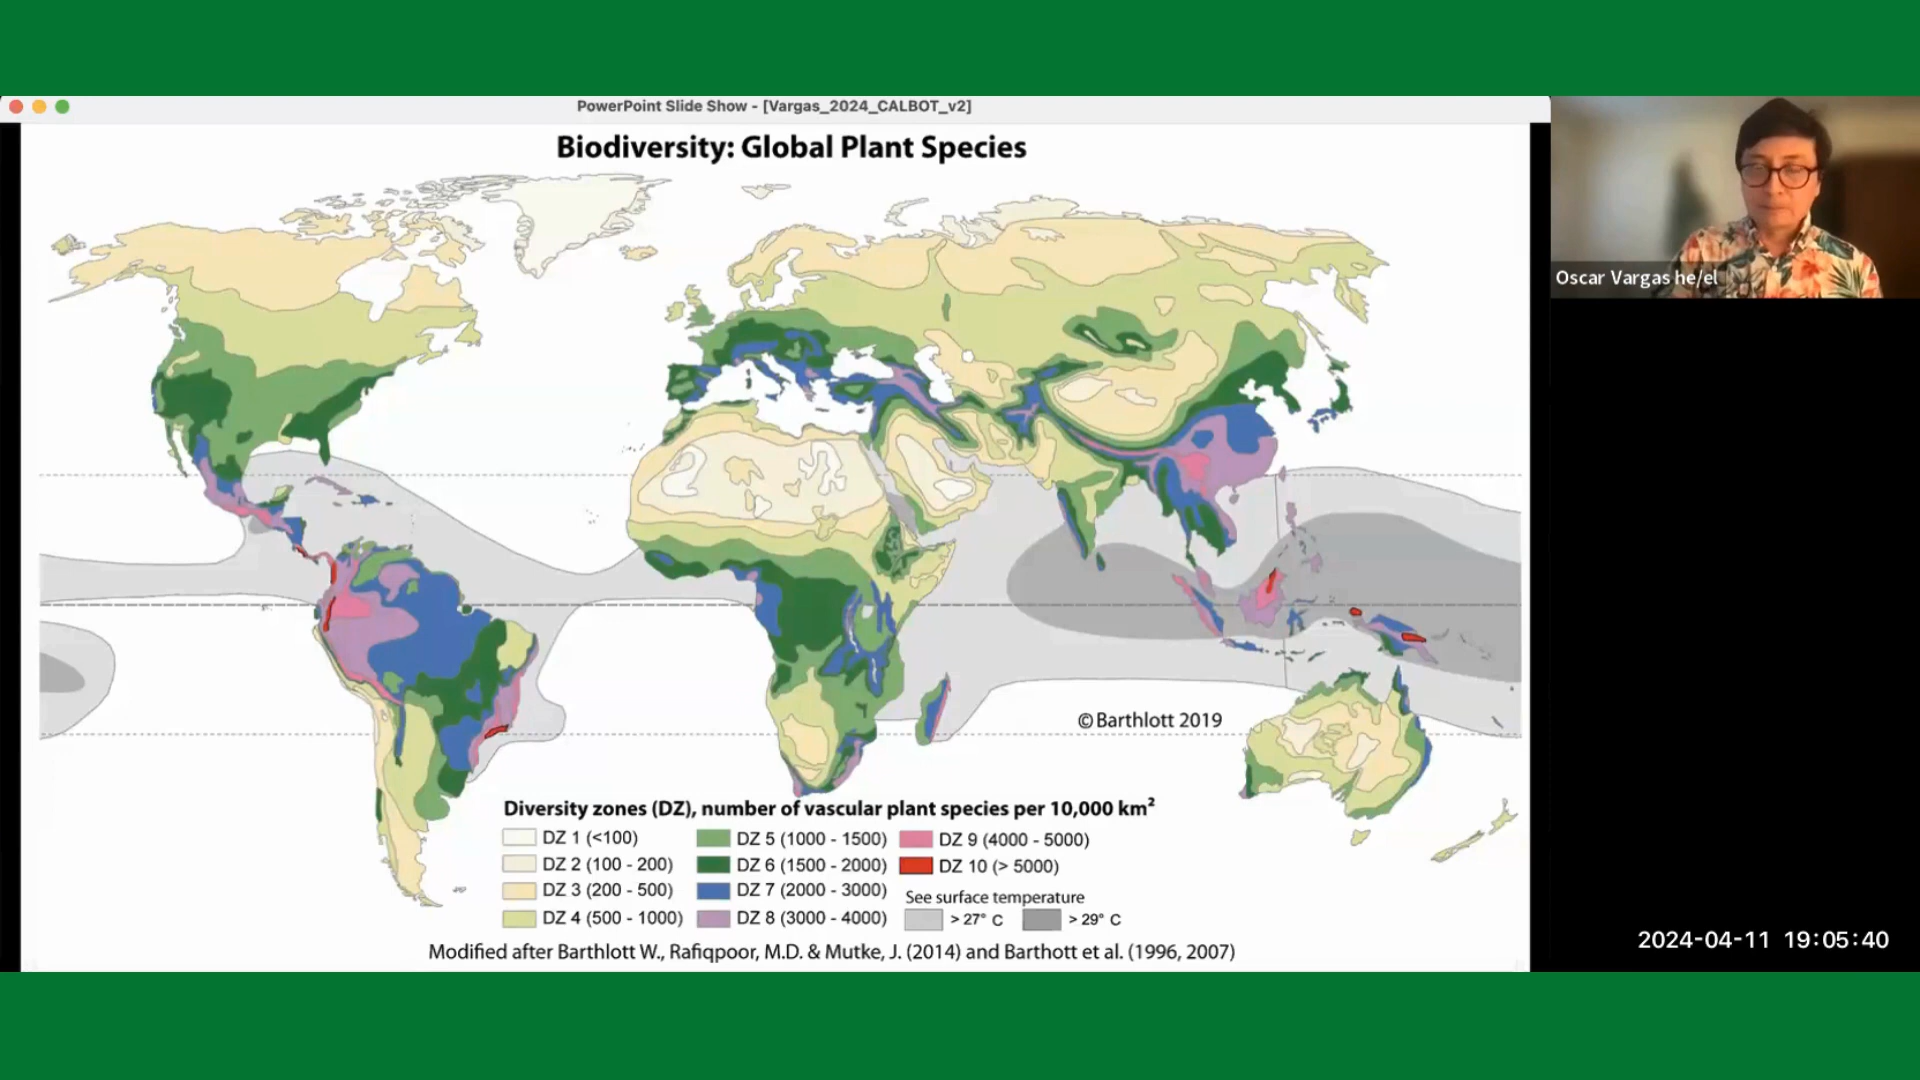 PowerPoint Slide Show - [Vargas_2024_CALBOT_v2]
Biodiversity: Global Plant Species
Oscar Vargas he/el
© Barthlott 2019
Diversity zones (DZ), number of vascular plant species per 10,000 km²
DZ 1 (<100)
DZ 2 (100 - 200)
DZ 3 (200 - 500)
DZ 4 (500 - 1000)
DZ 5 (1000 - 1500)
DZ 6 (1500 - 2000)
DZ 7 (2000 - 3000)
DZ 8 (3000 - 4000)
DZ 9 (4000 - 5000)
DZ 10 (> 5000)
See surface temperature
> 27° C
> 29° C
Modified after Barthlott W., Rafiqpoor, M.D. & Mutke, J. (2014) and Barthott et al. (1996, 2007)
2024-04-11 19:05:40